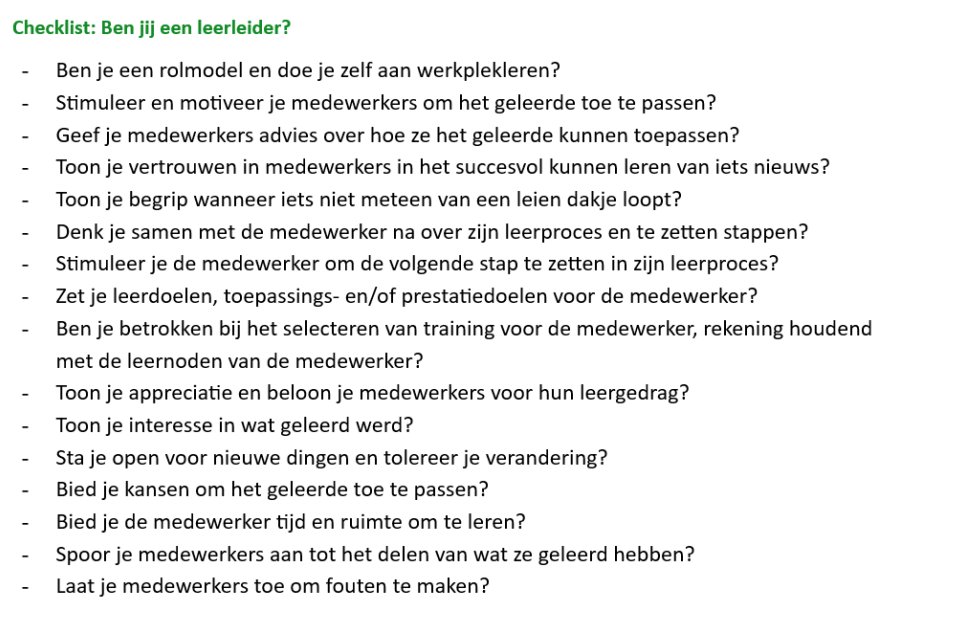 Checklist: Ben jij een leerleider?
- Ben je een rolmodel en doe je zelf aan werkplekleren?
- Stimuleer en motiveer je medewerkers om het geleerde toe te passen?
- Geef je medewerkers advies over hoe ze het geleerde kunnen toepassen?
- Toon je vertrouwen in medewerkers in het succesvol kunnen leren van iets nieuws?
- Toon je begrip wanneer iets niet meteen van een leien dakje loopt?
- Denk je samen met de medewerker na over zijn leerproces en te zetten stappen?
- Stimuleer je de medewerker om de volgende stap te zetten in zijn leerproces?
- Zet je leerdoelen, toepassings- en/of prestatiedoelen voor de medewerker?
- Ben je betrokken bij het selecteren van training voor de medewerker, rekening houdend
met de leernoden van de medewerker?
- Toon je appreciatie en beloon je medewerkers voor hun leergedrag?
- Toon je interesse in wat geleerd werd?
- Sta je open voor nieuwe dingen en tolereer je verandering?
- Bied je kansen om het geleerde toe te passen?
- Bied je de medewerker tijd en ruimte om te leren?
- Spoor je medewerkers aan tot het delen van wat ze geleerd hebben?
- Laat je medewerkers toe om fouten te maken?